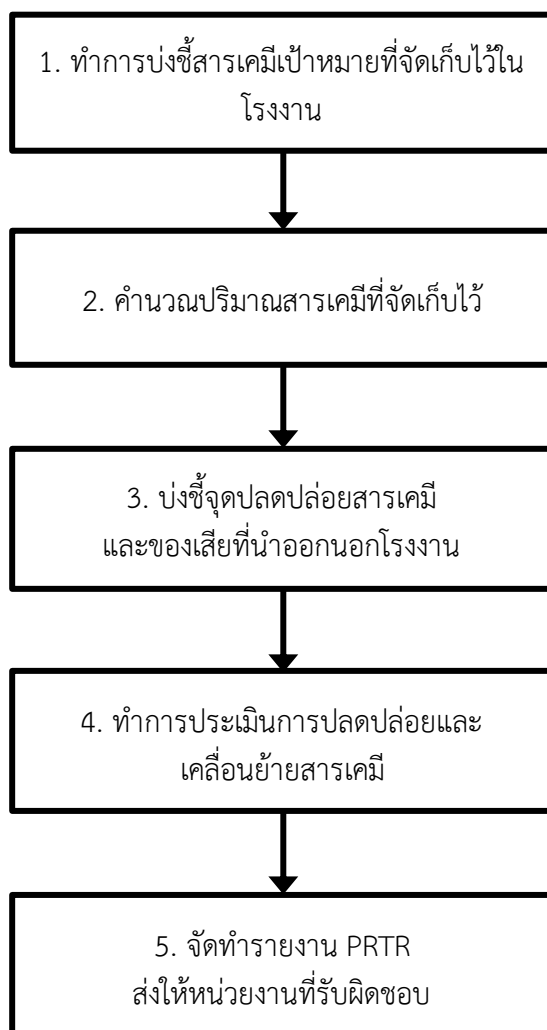 1. ทำการบ่งชี้สารเคมีเป้าหมายที่จัดเก็บไว้ใน
โรงงาน
2. คำนวณปริมาณสารเคมีที่จัดเก็บไว้
3. บ่งชี้จุดปลดปล่อยสารเคมี
และของเสียที่นำออกนอกโรงงาน
4. ทำการประเมินการปลดปล่อยและ
เคลื่อนย้ายสารเคมี
5. จัดทำรายงาน PRTR
ส่งให้หน่วยงานที่รับผิดชอบ